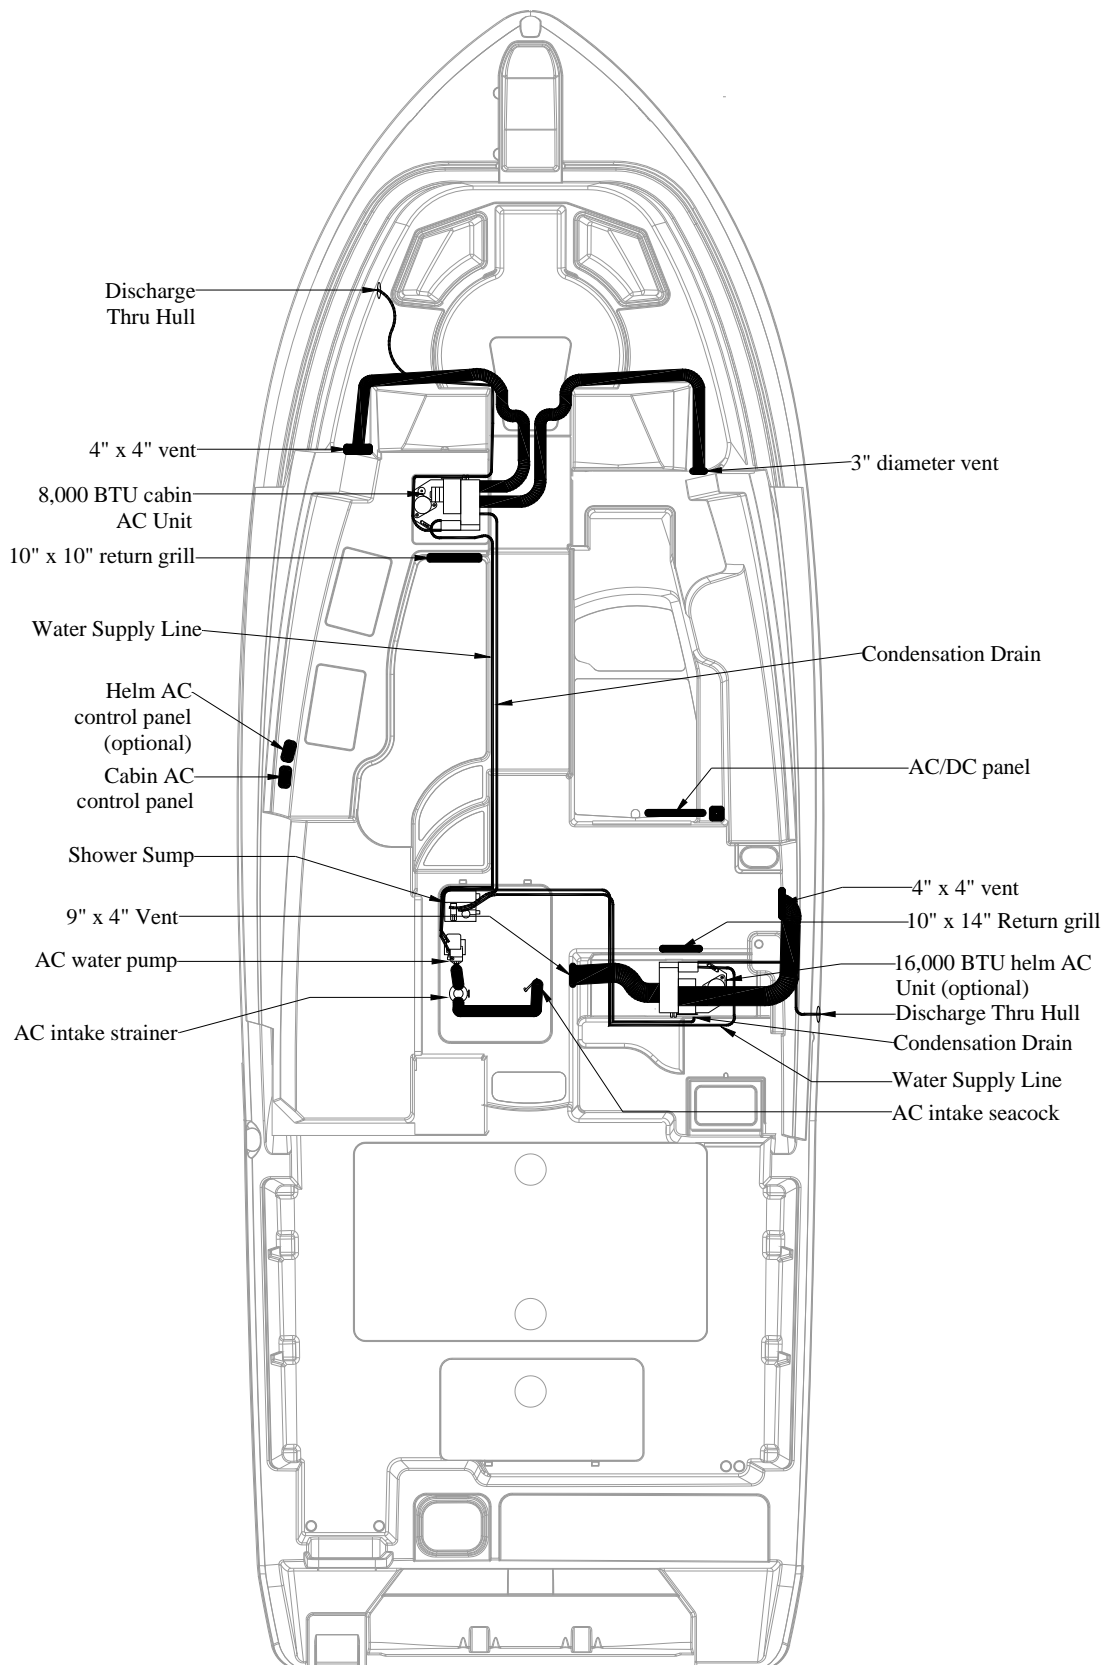 Discharge
Thru Hull
4" x 4" vent
8,000 BTU cabin
AC Unit
10" x 10" return grill
Water Supply Line
Helm AC
control panel
(optional)
Cabin AC
control panel
Shower Sump
9" x 4" Vent
AC water pump
AC intake strainer
3" diameter vent
Condensation Drain
AC/DC panel
4" x 4" vent
10" x 14" Return grill
16,000 BTU helm AC
Unit (optional)
Discharge Thru Hull
Condensation Drain
Water Supply Line
AC intake seacock